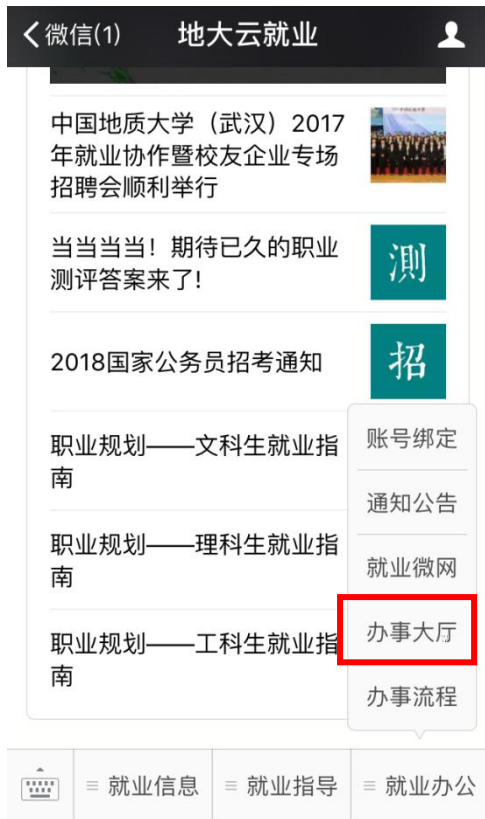 微信(1)
地大云就业
中国地质大学（武汉）2017
年就业协作暨校友企业专场
招聘会顺利举行
当当当当！期待已久的职业
测评答案来了!
測
2018国家公务员招考通知
招
职业规划——文科生就业指
南
职业规划——理科生就业指
南
职业规划——工科生就业指
南
账号绑定
通知公告
就业微网
办事大厅
办事流程
就业信息
就业指导
就业办公